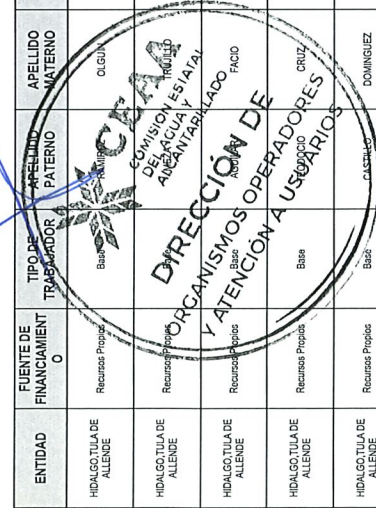 ENTIDAD FUENTE DE FINANCIAMIENTO TIPO DE TRABAJADOR APELLIDO PATERNO APELLIDO MATERNO
HIDALGO,TULA DE ALLENDE Recursos Propios Base RAMIREZ OLGUN
HIDALGO,TULA DE ALLENDE Recursos Propios TRUJILLO
HIDALGO,TULA DE ALLENDE Recursos Propios Base FACIO
HIDALGO,TULA DE ALLENDE Recursos Propios Base CRUZ
HIDALGO,TULA DE ALLENDE Recursos Propios Base CASTILLO DOMINGUEZ
CEAA
COMISION ESTATAL
DEL AGUA Y
ALCANTARILLADO
DIRECCIÓN DE
ORGANISMOS OPERADORES
Y ATENCIÓN A USUARIOS